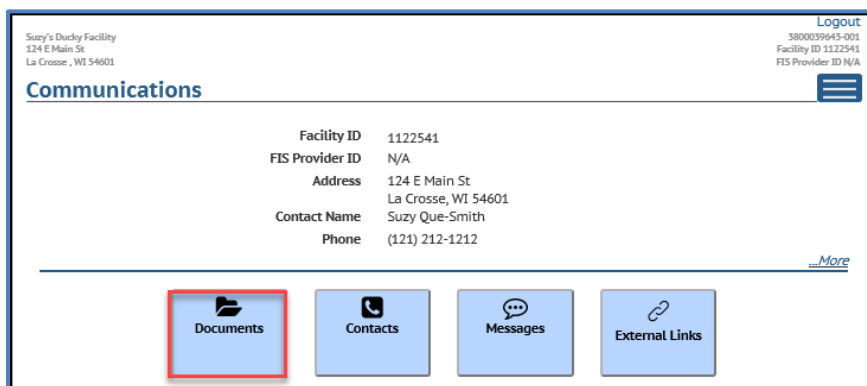 Logout
Suzy's Ducky Facility
124 E Main St
La Crosse , WI 54601
3800039643-001
Facility ID 1122541
FIS Provider ID N/A
Communications
Facility ID 1122541
FIS Provider ID N/A
Address 124 E Main St
La Crosse, WI 54601
Contact Name Suzy Que-Smith
Phone (121) 212-1212
...More
Documents
Contacts
Messages
External Links